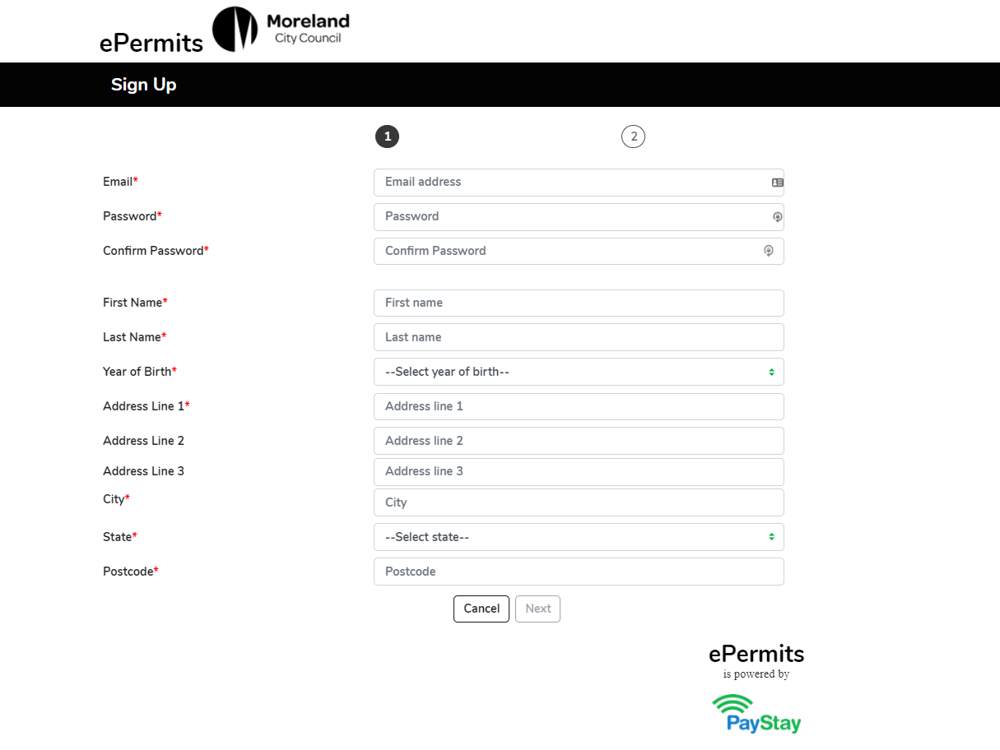 ePermits
Moreland
City Council
Sign Up
1
2
Email*
Email address
Password*
Password
Confirm Password*
Confirm Password
First Name*
First name
Last Name*
Last name
Year of Birth*
--Select year of birth--
Address Line 1*
Address line 1
Address Line 2
Address line 2
Address Line 3
Address line 3
City*
City
State*
--Select state--
Postcode*
Postcode
Cancel
Next
ePermits
is powered by
PayStay